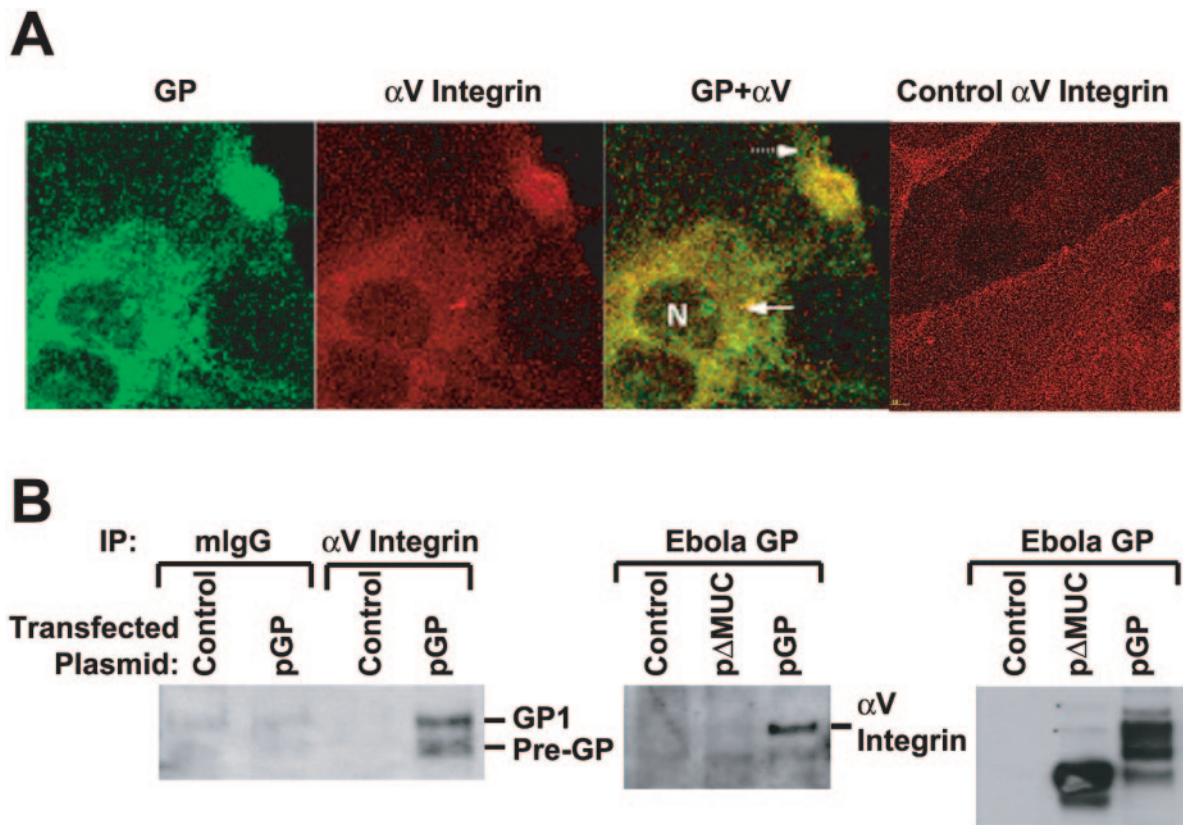 A
GP
αV Integrin
GP+αV
Control αV Integrin
N
B
IP:
mIgG
αV Integrin
Ebola GP
Ebola GP
Transfected
Plasmid:
Control
pGP
Control
pGP
Control
pΔMUC
pGP
Control
pΔMUC
pGP
GP1
Pre-GP
αV
Integrin